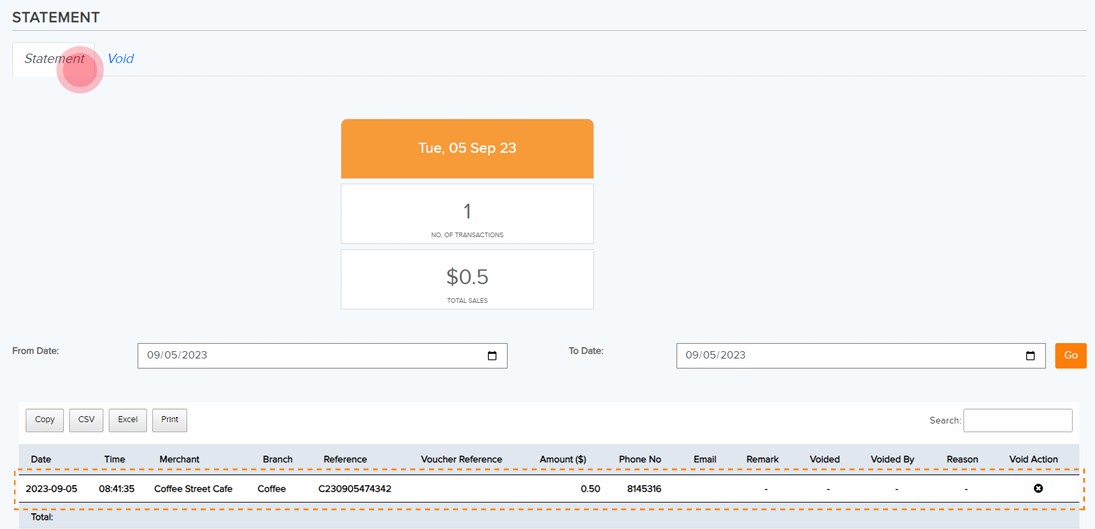 STATEMENT
Statement Void
Tue, 05 Sep 23
1
NO. OF TRANSACTIONS
$0.5
TOTAL SALES
From Date: 09/05/2023 To Date: 09/05/2023 Go
Copy CSV Excel Print Search:
Date Time Merchant Branch Reference Voucher Reference Amount ($) Phone No Email Remark Voided Voided By Reason Void Action
2023-09-05 08:41:35 Coffee Street Cafe Coffee C230905474342 0.50 8145316 - - - -
Total: